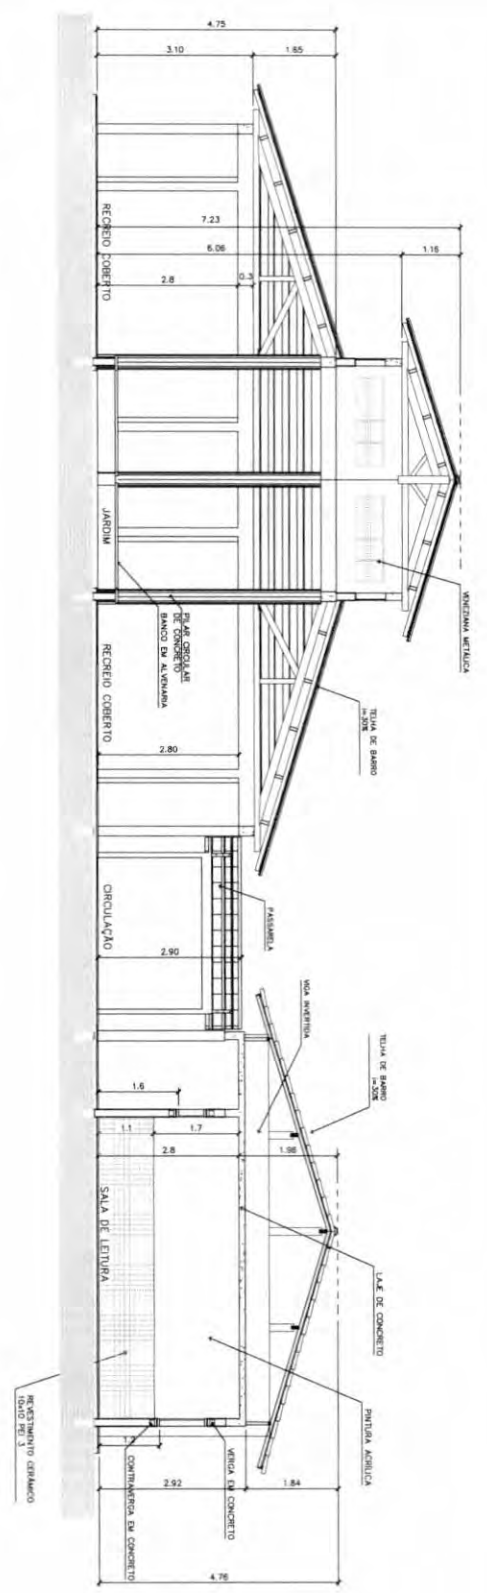 4.75
3.10
1.65
7.23
6.06
1.16
2.8
0.3
RECREIO COBERTO
JARDIM
PILAR CIRCULAR
DE CONCRETO
BANCO EM ALVENARIA
VENEZIANA METÁLICA
TELHA DE BARRO
i=30%
RECREIO COBERTO
2.80
CIRCULAÇÃO
2.90
PASSARELA
VIGA INVERTIDA
TELHA DE BARRO
i=30%
1.6
1.1
1.7
2.8
1.96
SALA DE LEITURA
LAJE DE CONCRETO
PINTURA ACRÍLICA
REVESTIMENTO CERÂMICO
10x10 PEI 3
1.2
CONTRAVERGA EM CONCRETO
VERGA EM CONCRETO
2.92
1.84
4.76